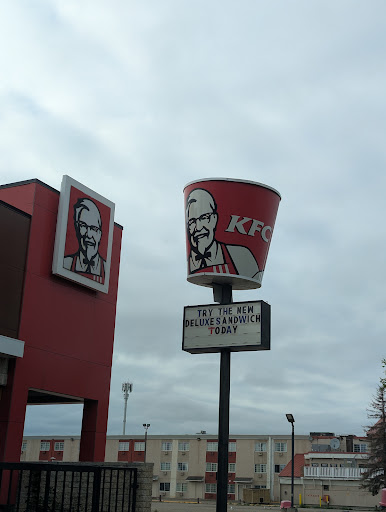 KFC
TRY THE NEW
DELUXE SANDWICH
TODAY